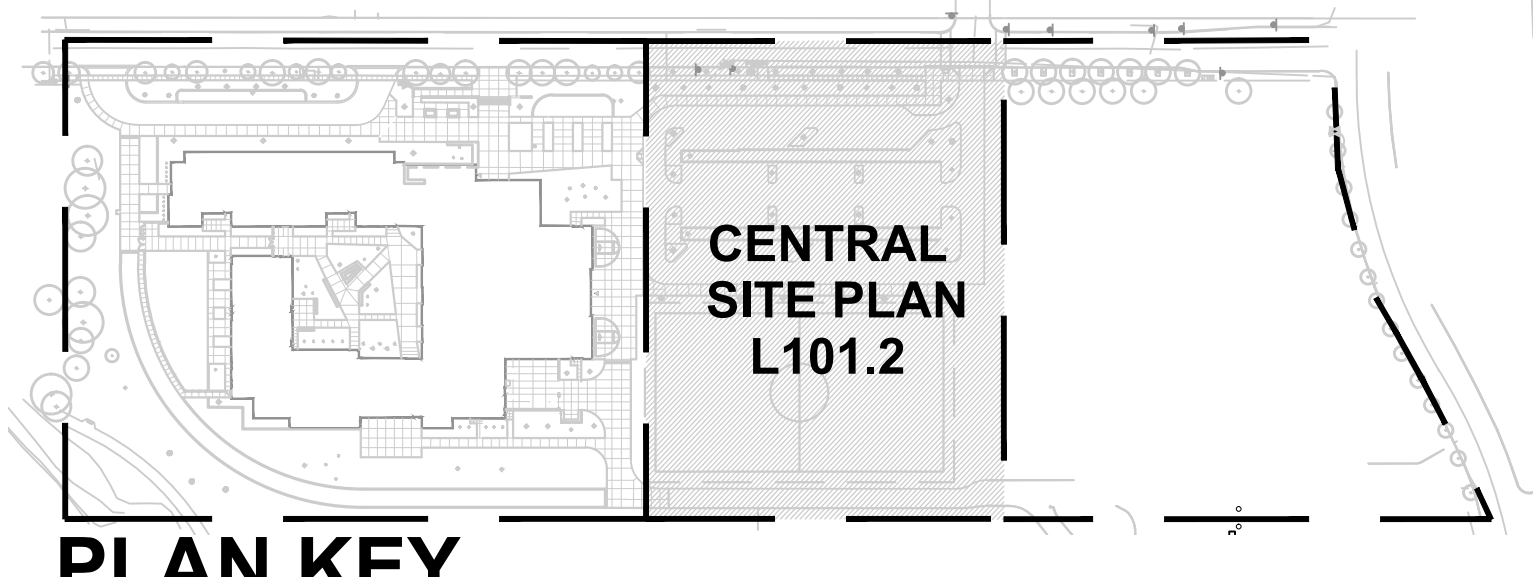 CENTRAL
SITE PLAN
L101.2
PLAN KEY